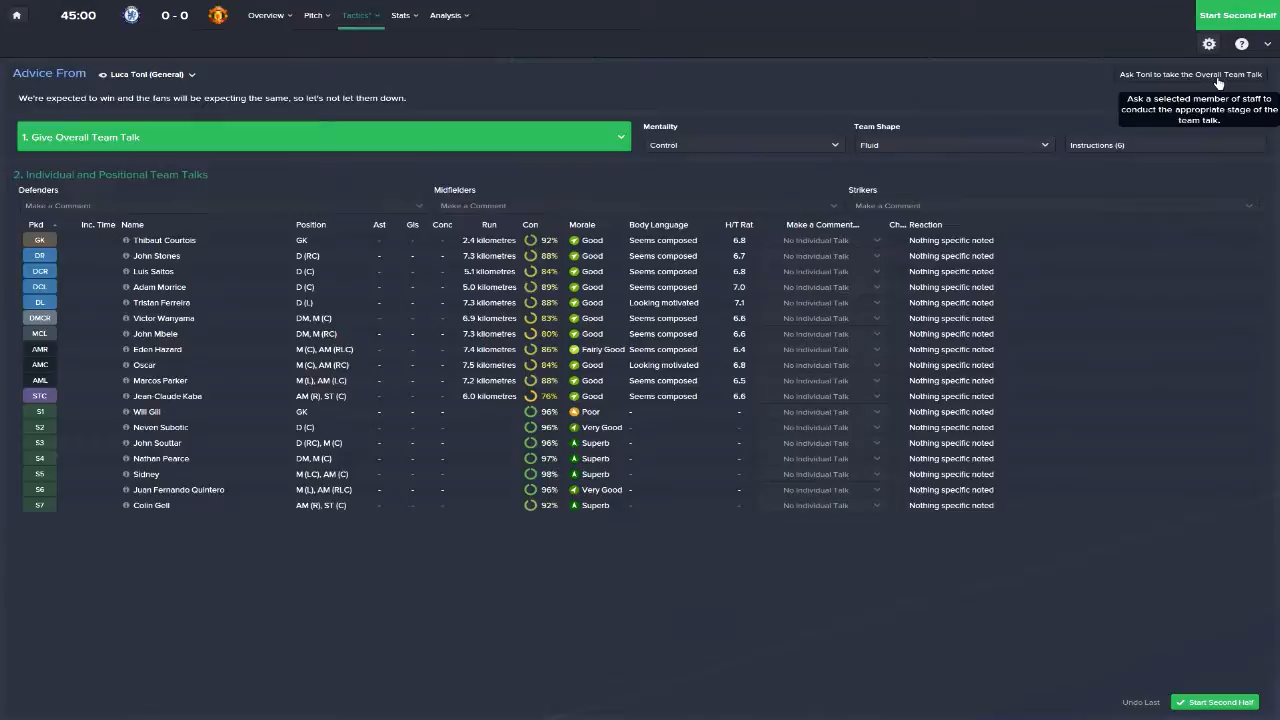 45:00 0 - 0 Overview Pitch Tactics* Stats Analysis Start Second Half
?
Advice From Luca Toni (General) Ask Toni to take the Overall Team Talk
We're expected to win and the fans will be expecting the same, so let's not let them down.
Ask a selected member of staff to
conduct the appropriate stage of the
team talk.
1. Give Overall Team Talk
Mentality Team Shape
Control Fluid Instructions (6)
2. Individual and Positional Team Talks
Defenders Midfielders Strikers
Make a Comment Make a Comment Make a Comment
Pkd Inc. Time Name Position Ast Gls Conc Run Con Morale Body Language H/T Rat Make a Comment... Ch... Reaction
GK Thibaut Courtois GK - - - 2.4 kilometres 92% Good Seems composed 6.8 No Individual Talk Nothing specific noted
DR John Stones D (RC) - - - 7.3 kilometres 88% Good Seems composed 6.7 No Individual Talk Nothing specific noted
DCR Luis Saltos D (C) - - - 5.1 kilometres 84% Good Seems composed 6.8 No Individual Talk Nothing specific noted
DCL Adam Morrice D (C) - - - 5.0 kilometres 89% Good Seems composed 7.0 No Individual Talk Nothing specific noted
DL Tristan Ferreira D (L) - - - 7.3 kilometres 88% Good Looking motivated 7.1 No Individual Talk Nothing specific noted
DMCR Victor Wanyama DM, M (C) - - - 6.9 kilometres 83% Good Seems composed 6.6 No Individual Talk Nothing specific noted
MCL John Mbele DM, M (RC) - - - 7.3 kilometres 80% Good Seems composed 6.6 No Individual Talk Nothing specific noted
AMR Eden Hazard M (C), AM (RLC) - - - 7.4 kilometres 86% Fairly Good Seems composed 6.4 No Individual Talk Nothing specific noted
AMC Oscar M (C), AM (RC) - - - 7.5 kilometres 84% Good Looking motivated 6.8 No Individual Talk Nothing specific noted
AML Marcos Parker M (L), AM (LC) - - - 7.2 kilometres 88% Good Seems composed 6.5 No Individual Talk Nothing specific noted
STC Jean-Claude Kaba AM (R), ST (C) - - - 6.0 kilometres 76% Good Seems composed 6.6 No Individual Talk Nothing specific noted
S1 Will Gill GK - - - 96% Poor - - No Individual Talk Nothing specific noted
S2 Neven Subotic D (C) - - - 96% Very Good - - No Individual Talk Nothing specific noted
S3 John Souttar D (RC), M (C) - - - 96% Superb - - No Individual Talk Nothing specific noted
S4 Nathan Pearce DM, M (C) - - - 97% Superb - - No Individual Talk Nothing specific noted
S5 Sidney M (LC), AM (C) - - - 98% Superb - - No Individual Talk Nothing specific noted
S6 Juan Fernando Quintero M (L), AM (RLC) - - - 96% Very Good - - No Individual Talk Nothing specific noted
S7 Colin Gell AM (R), ST (C) - - - 92% Superb - - No Individual Talk Nothing specific noted
Undo Last Start Second Half